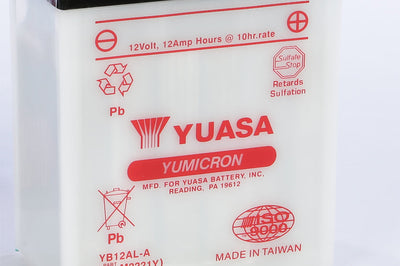 12Volt, 12Amp Hours @ 10hr.rate
Sulfate
Stop
Pb
Retards
Sulfation
YUASA
YUMICRON
MFD. FOR YUASA BATTERY, INC.
READING, PA 19612
Pb
ISO
9000
YB12AL-A
MADE IN TAIWAN